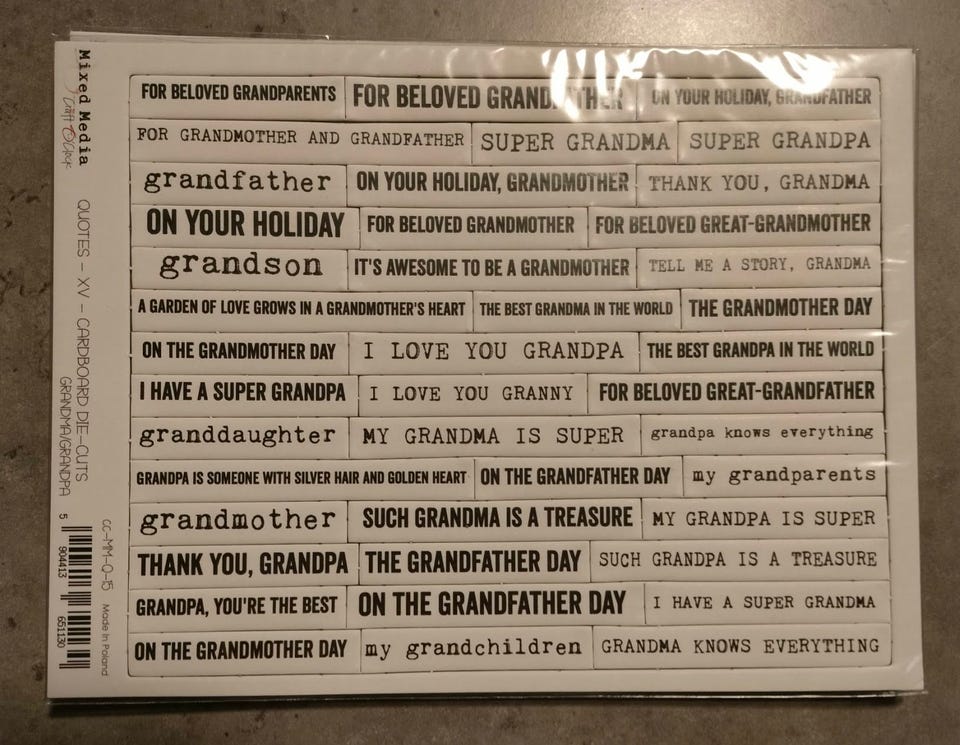 Mixed Media
Craft O'Clock
QUOTES - XV - CARDBOARD DIE-CUTS
GRANDMA/GRANDPA
CC-MM-Q-15 Made in Poland
5 904413 651130
FOR BELOVED GRANDPARENTS FOR BELOVED GRANDFATHER ON YOUR HOLIDAY, GRANDFATHER
FOR GRANDMOTHER AND GRANDFATHER SUPER GRANDMA SUPER GRANDPA
grandfather ON YOUR HOLIDAY, GRANDMOTHER THANK YOU, GRANDMA
ON YOUR HOLIDAY FOR BELOVED GRANDMOTHER FOR BELOVED GREAT-GRANDMOTHER
grandson IT'S AWESOME TO BE A GRANDMOTHER TELL ME A STORY, GRANDMA
A GARDEN OF LOVE GROWS IN A GRANDMOTHER'S HEART THE BEST GRANDMA IN THE WORLD THE GRANDMOTHER DAY
ON THE GRANDMOTHER DAY I LOVE YOU GRANDPA THE BEST GRANDPA IN THE WORLD
I HAVE A SUPER GRANDPA I LOVE YOU GRANNY FOR BELOVED GREAT-GRANDFATHER
granddaughter MY GRANDMA IS SUPER grandpa knows everything
GRANDPA IS SOMEONE WITH SILVER HAIR AND GOLDEN HEART ON THE GRANDFATHER DAY my grandparents
grandmother SUCH GRANDMA IS A TREASURE MY GRANDPA IS SUPER
THANK YOU, GRANDPA THE GRANDFATHER DAY SUCH GRANDPA IS A TREASURE
GRANDPA, YOU'RE THE BEST ON THE GRANDFATHER DAY I HAVE A SUPER GRANDMA
ON THE GRANDMOTHER DAY my grandchildren GRANDMA KNOWS EVERYTHING